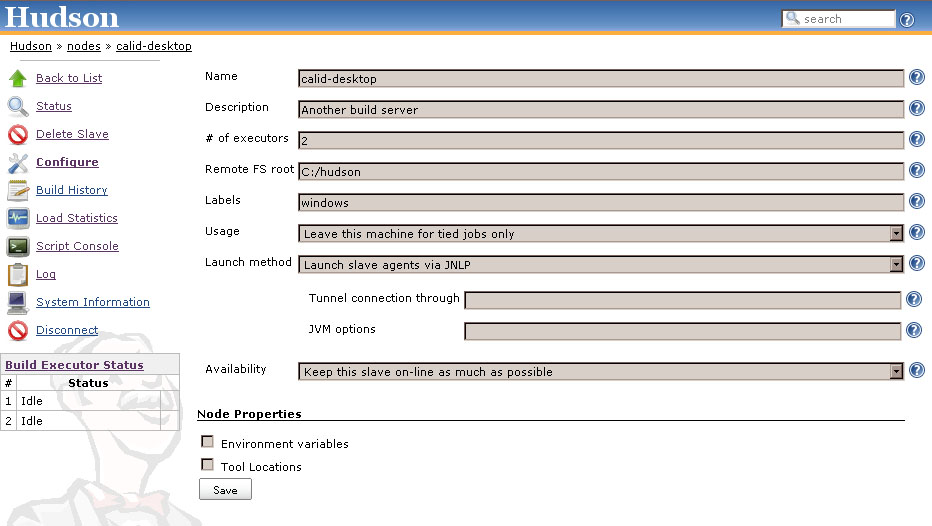 Hudson
search
Hudson » nodes » calid-desktop
Back to List
Status
Delete Slave
Configure
Build History
Load Statistics
Script Console
Log
System Information
Disconnect
Build Executor Status
# Status
1 Idle
2 Idle
Name calid-desktop
Description Another build server
# of executors 2
Remote FS root C:/hudson
Labels windows
Usage Leave this machine for tied jobs only
Launch method Launch slave agents via JNLP
Tunnel connection through
JVM options
Availability Keep this slave on-line as much as possible
Node Properties
Environment variables
Tool Locations
Save